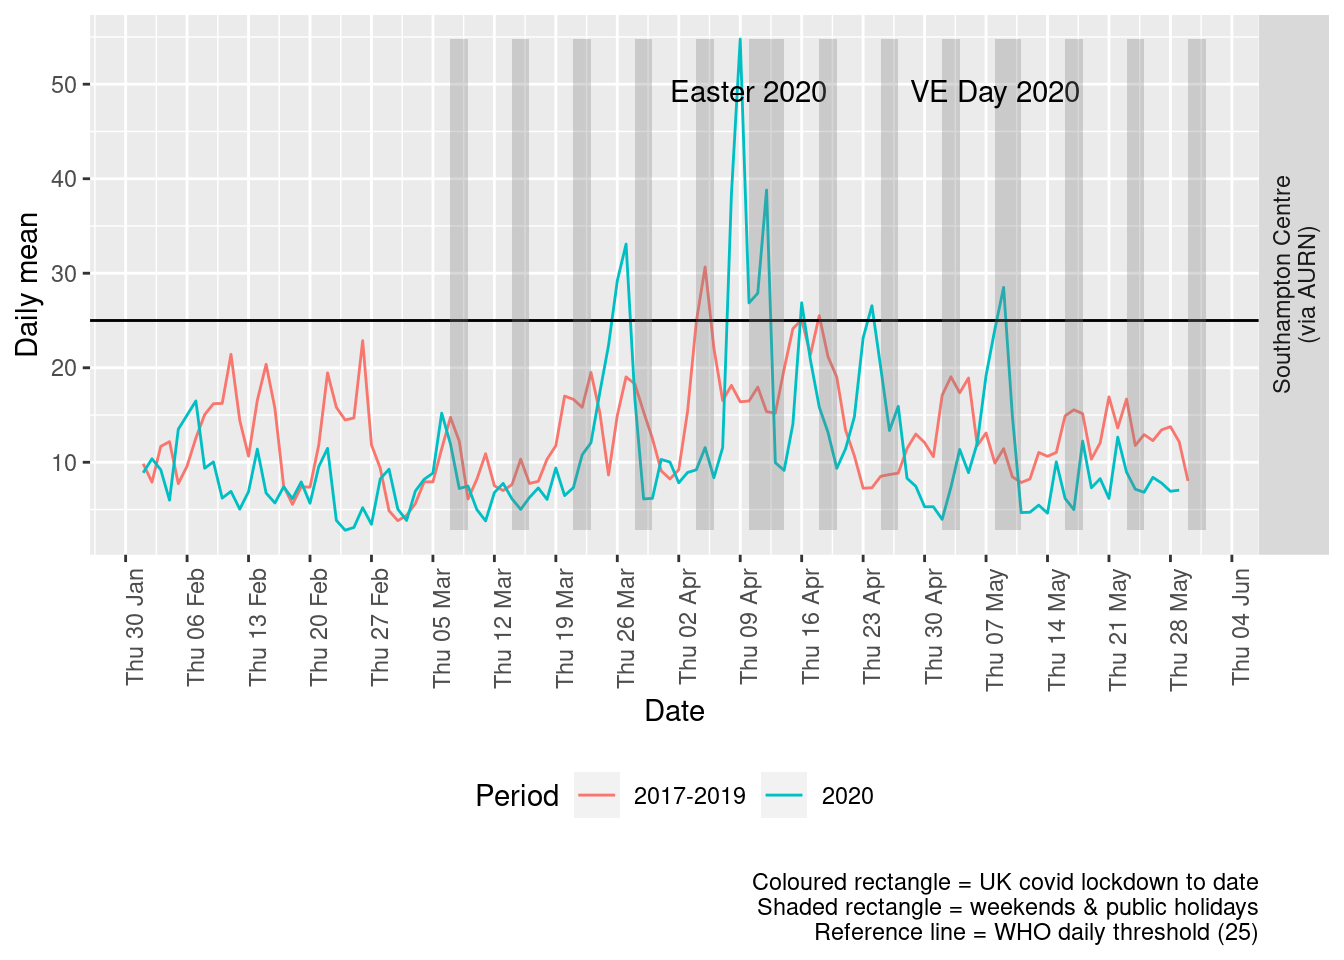 50
40
30
20
10
Daily mean
Easter 2020
VE Day 2020
Southampton Centre
(via AURN)
Thu 30 Jan
Thu 06 Feb
Thu 13 Feb
Thu 20 Feb
Thu 27 Feb
Thu 05 Mar
Thu 12 Mar
Thu 19 Mar
Thu 26 Mar
Thu 02 Apr
Thu 09 Apr
Thu 16 Apr
Thu 23 Apr
Thu 30 Apr
Thu 07 May
Thu 14 May
Thu 21 May
Thu 28 May
Thu 04 Jun
Date
Period
2017-2019
2020
Coloured rectangle = UK covid lockdown to date
Shaded rectangle = weekends & public holidays
Reference line = WHO daily threshold (25)